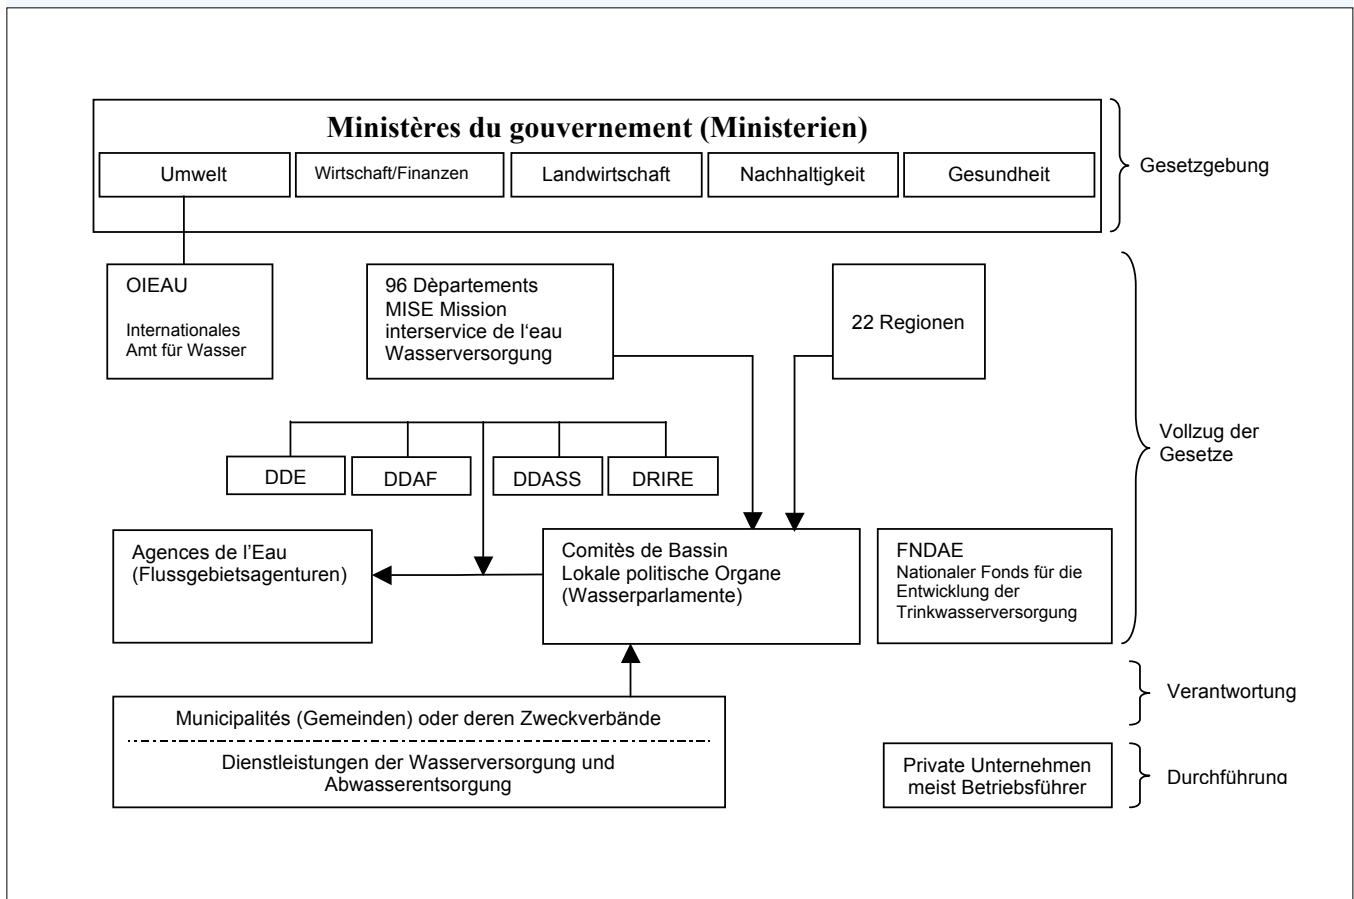 Ministères du gouvernement (Ministerien)
Umwelt
Wirtschaft/Finanzen
Landwirtschaft
Nachhaltigkeit
Gesundheit
Gesetzgebung
OIEAU
Internationales
Amt für Wasser
96 Dèpartements
MISE Mission
interservice de l‘eau
Wasserversorgung
22 Regionen
Vollzug der
Gesetze
DDE
DDAF
DDASS
DRIRE
Agences de l’Eau
(Flussgebietsagenturen)
Comitès de Bassin
Lokale politische Organe
(Wasserparlamente)
FNDAE
Nationaler Fonds für die
Entwicklung der
Trinkwasserversorgung
Verantwortung
Municipalités (Gemeinden) oder deren Zweckverbände
Dienstleistungen der Wasserversorgung und
Abwasserentsorgung
Private Unternehmen
meist Betriebsführer
Durchführung